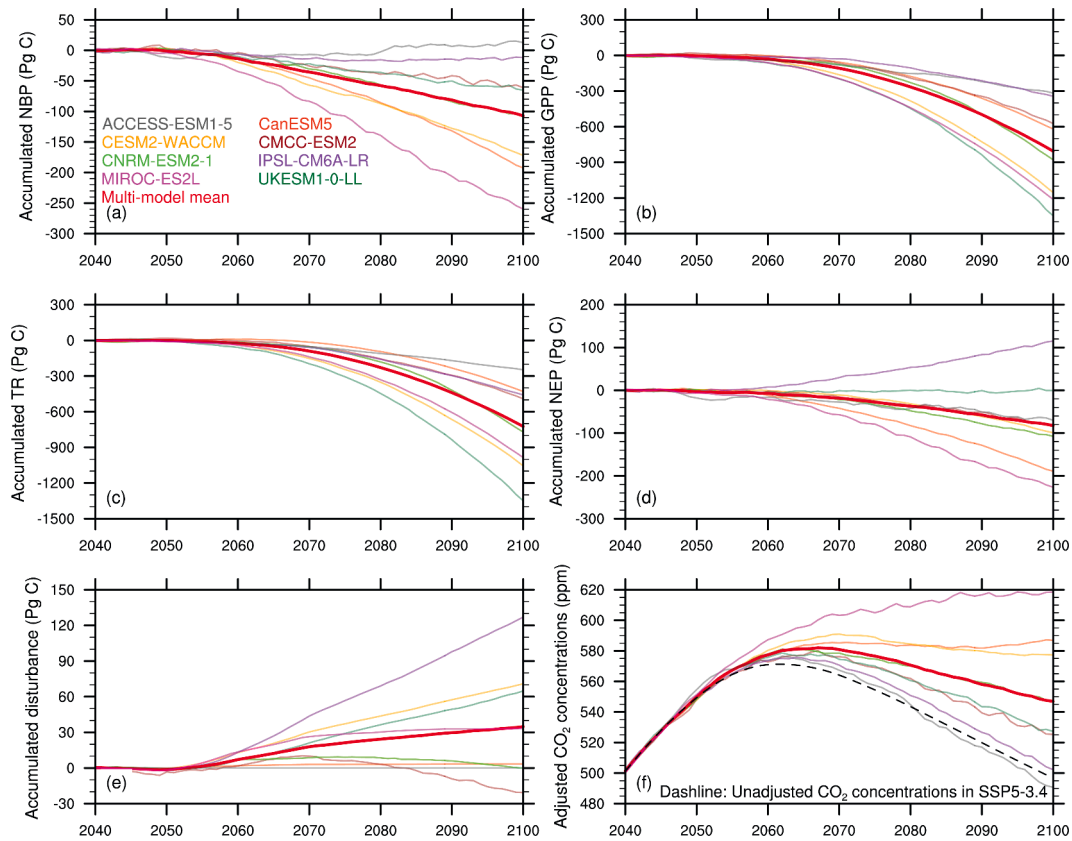 50
0
-50
-100
-150
-200
-250
-300
Accumulated NBP (Pg C)
ACCESS-ESM1-5
CanESM5
CESM2-WACCM
CMCC-ESM2
CNRM-ESM2-1
IPSL-CM6A-LR
MIROC-ES2L
UKESM1-0-LL
Multi-model mean
(a)
2040 2050 2060 2070 2080 2090 2100
300
0
-300
-600
-900
-1200
-1500
Accumulated GPP (Pg C)
(b)
2040 2050 2060 2070 2080 2090 2100
300
0
-300
-600
-900
-1200
-1500
Accumulated TR (Pg C)
(c)
2040 2050 2060 2070 2080 2090 2100
200
100
0
-100
-200
-300
Accumulated NEP (Pg C)
(d)
2040 2050 2060 2070 2080 2090 2100
150
120
90
60
30
0
-30
Accumulated disturbance (Pg C)
(e)
2040 2050 2060 2070 2080 2090 2100
620
600
580
560
540
520
500
480
Adjusted CO2 concentrations (ppm)
(f)
Dashline: Unadjusted CO2 concentrations in SSP5-3.4
2040 2050 2060 2070 2080 2090 2100